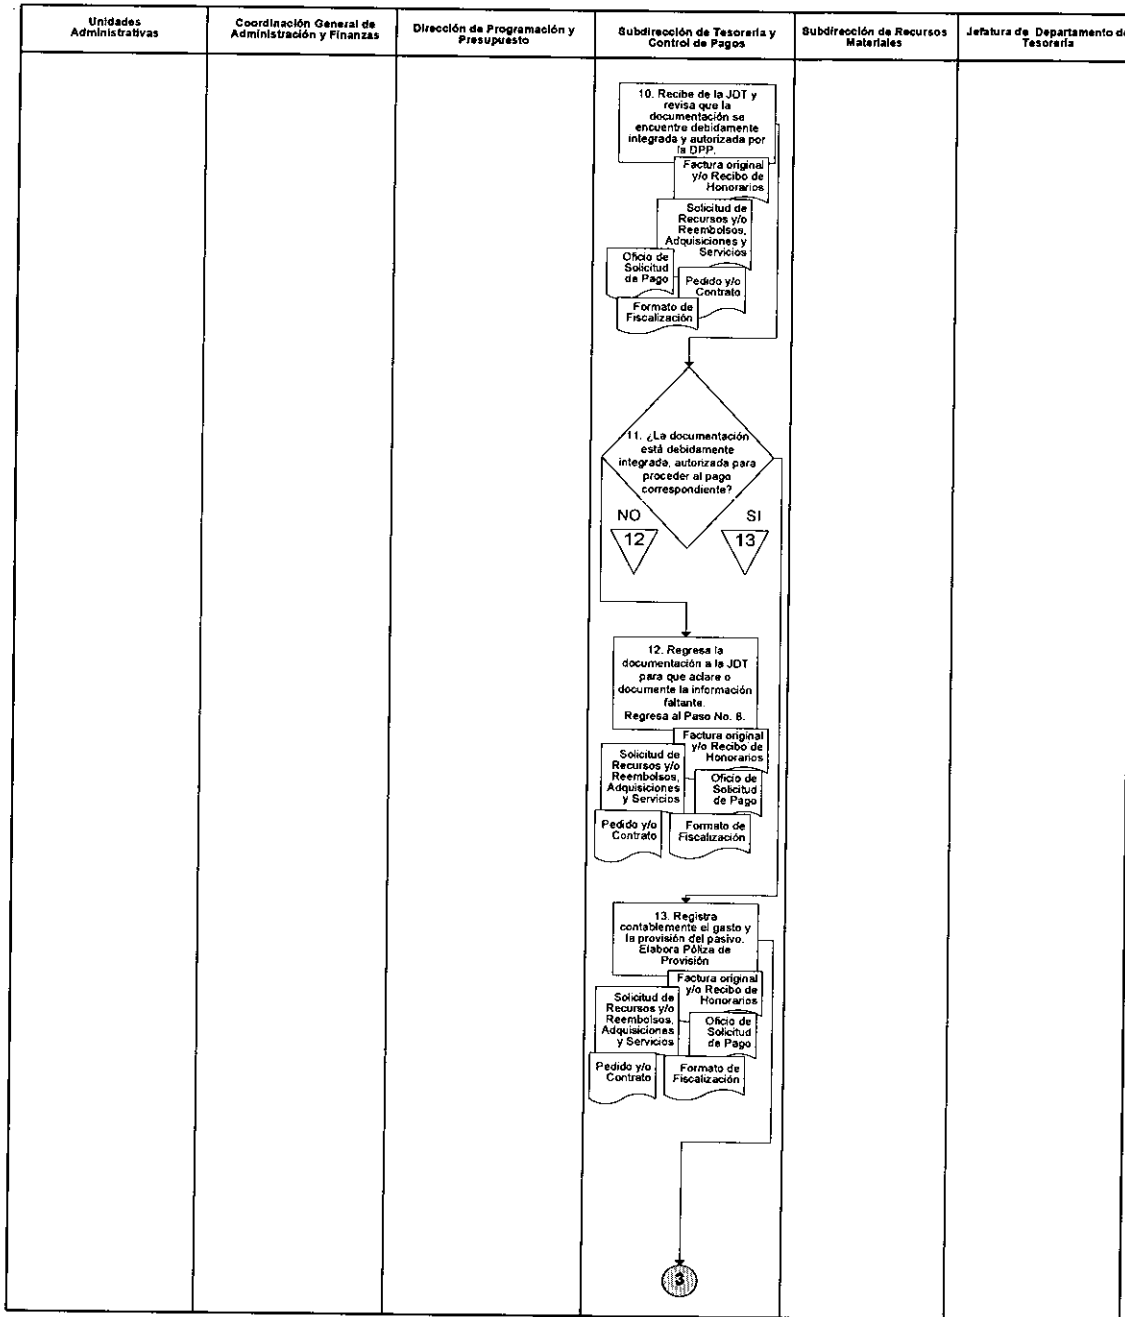 Unidades
Administrativas
Coordinación General de
Administración y Finanzas
Dirección de Programación y
Presupuesto
Subdirección de Tesorería y
Control de Pagos
Subdirección de Recursos
Materiales
Jefatura de Departamento de
Tesorería
10. Recibe de la JDT y
revisa que la
documentación se
encuentre debidamente
integrada y autorizada por
la DPP.
Factura original
y/o Recibo de
Honorarios
Solicitud de
Recursos y/o
Reembolsos,
Adquisiciones y
Servicios
Oficio de
Solicitud
de Pago
Pedido y/o
Contrato
Formato de
Fiscalización
11. ¿La documentación
está debidamente
integrada, autorizada para
proceder al pago
correspondiente?
NO
12
SI
13
12. Regresa la
documentación a la JDT
para que aclare o
documente la información
faltante.
Regresa al Paso No. 8.
Factura original
y/o Recibo de
Honorarios
Solicitud de
Recursos y/o
Reembolsos,
Adquisiciones
y Servicios
Oficio de
Solicitud
de Pago
Pedido y/o
Contrato
Formato de
Fiscalización
13. Registra
contablemente el gasto y
la provisión del pasivo.
Elabora Póliza de
Provisión
Factura original
y/o Recibo de
Honorarios
Solicitud de
Recursos y/o
Reembolsos,
Adquisiciones
y Servicios
Oficio de
Solicitud
de Pago
Pedido y/o
Contrato
Formato de
Fiscalización
3